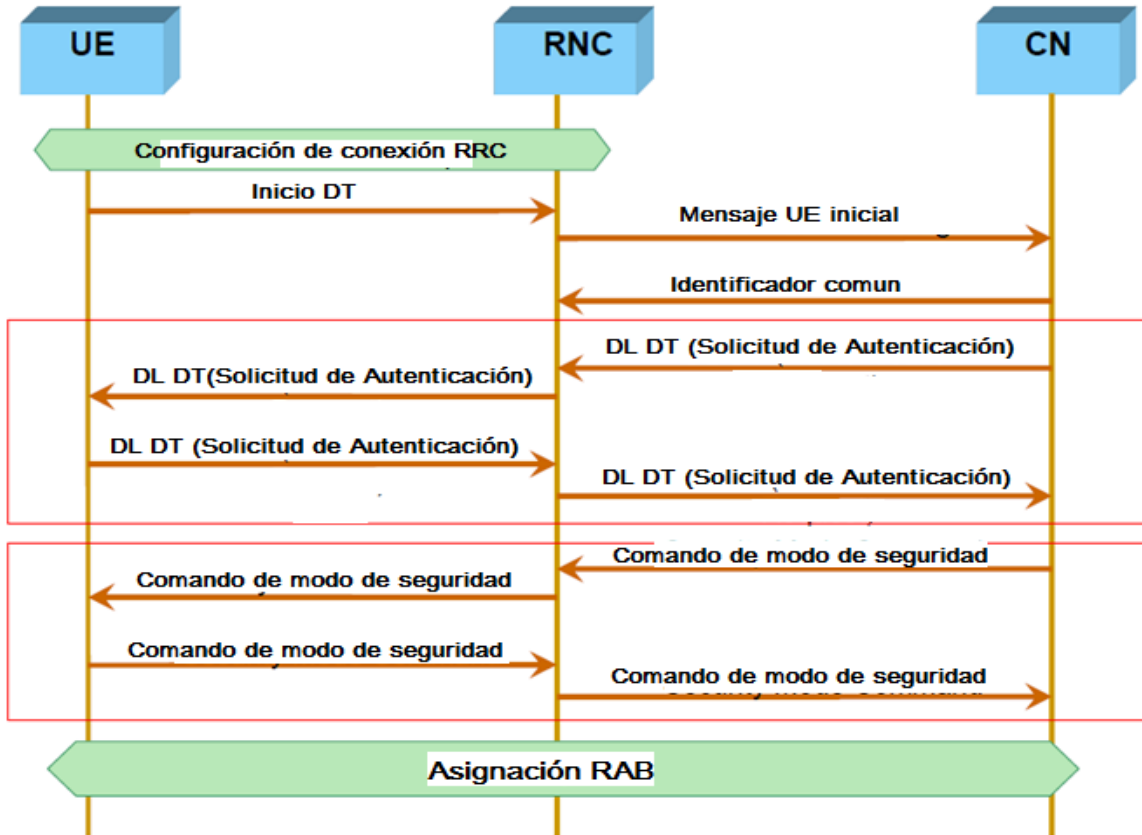 UE
RNC
CN
Configuración de conexión RRC
Inicio DT
Mensaje UE inicial
Identificador comun
DL DT (Solicitud de Autenticación)
DL DT(Solicitud de Autenticación)
DL DT (Solicitud de Autenticación)
DL DT (Solicitud de Autenticación)
Comando de modo de seguridad
Comando de modo de seguridad
Comando de modo de seguridad
Comando de modo de seguridad
Asignación RAB